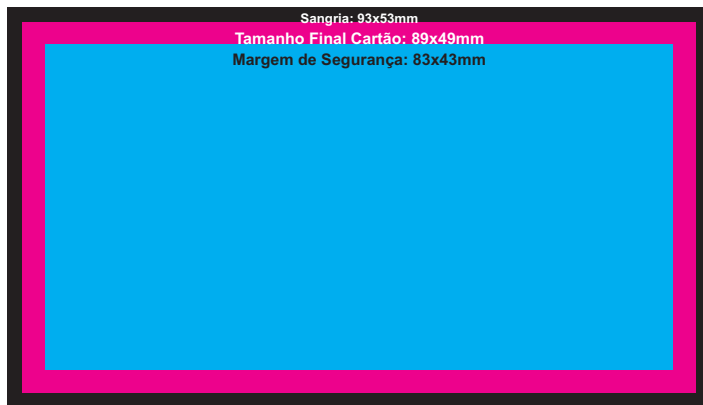 Sangria: 93x53mm
Tamanho Final Cartão: 89x49mm
Margem de Segurança: 83x43mm